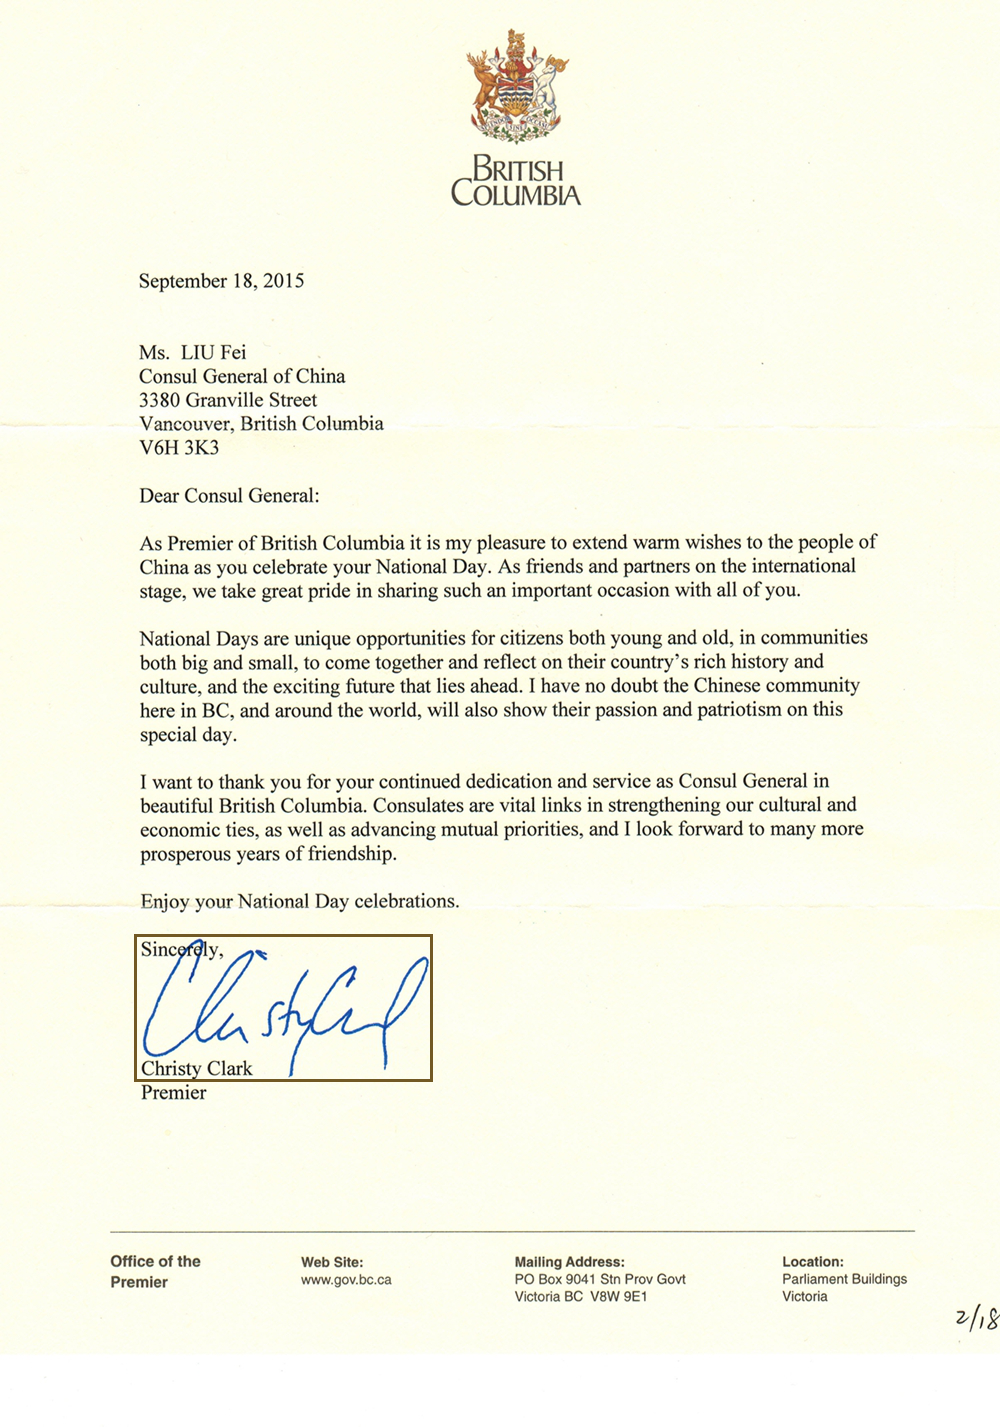 BRITISH
COLUMBIA
September 18, 2015
Ms.  LIU Fei
Consul General of China
3380 Granville Street
Vancouver, British Columbia
V6H 3K3
Dear Consul General:
As Premier of British Columbia it is my pleasure to extend warm wishes to the people of
China as you celebrate your National Day. As friends and partners on the international
stage, we take great pride in sharing such an important occasion with all of you.
National Days are unique opportunities for citizens both young and old, in communities
both big and small, to come together and reflect on their country's rich history and
culture, and the exciting future that lies ahead. I have no doubt the Chinese community
here in BC, and around the world, will also show their passion and patriotism on this
special day.
I want to thank you for your continued dedication and service as Consul General in
beautiful British Columbia. Consulates are vital links in strengthening our cultural and
economic ties, as well as advancing mutual priorities, and I look forward to many more
prosperous years of friendship.
Enjoy your National Day celebrations.
Sincerely,
Christy Clark
Christy Clark
Premier
Office of the
Premier
Web Site:
www.gov.bc.ca
Mailing Address:
PO Box 9041 Stn Prov Govt
Victoria BC  V8W 9E1
Location:
Parliament Buildings
Victoria
2/18